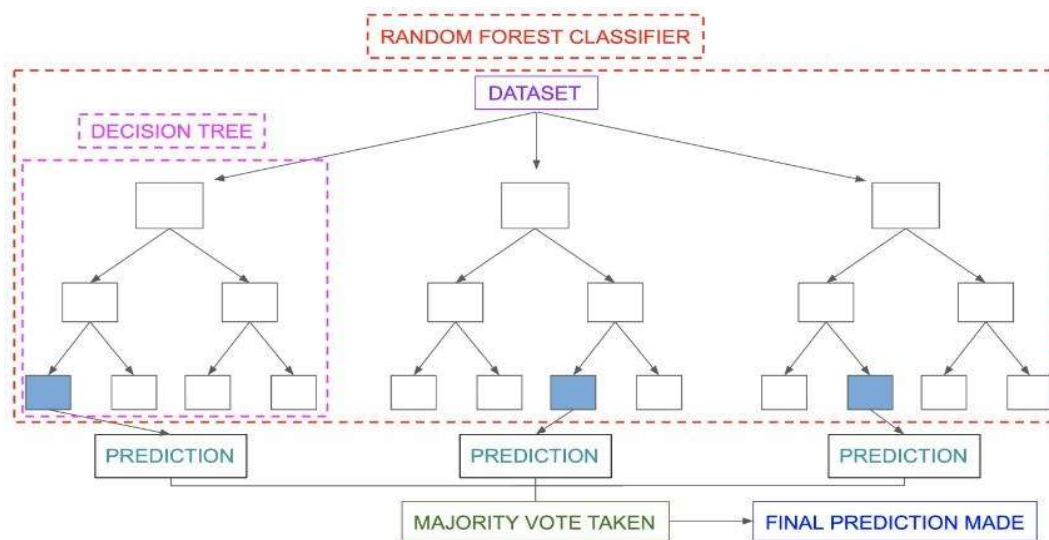 RANDOM FOREST CLASSIFIER
DATASET
DECISION TREE
PREDICTION
PREDICTION
PREDICTION
MAJORITY VOTE TAKEN
FINAL PREDICTION MADE